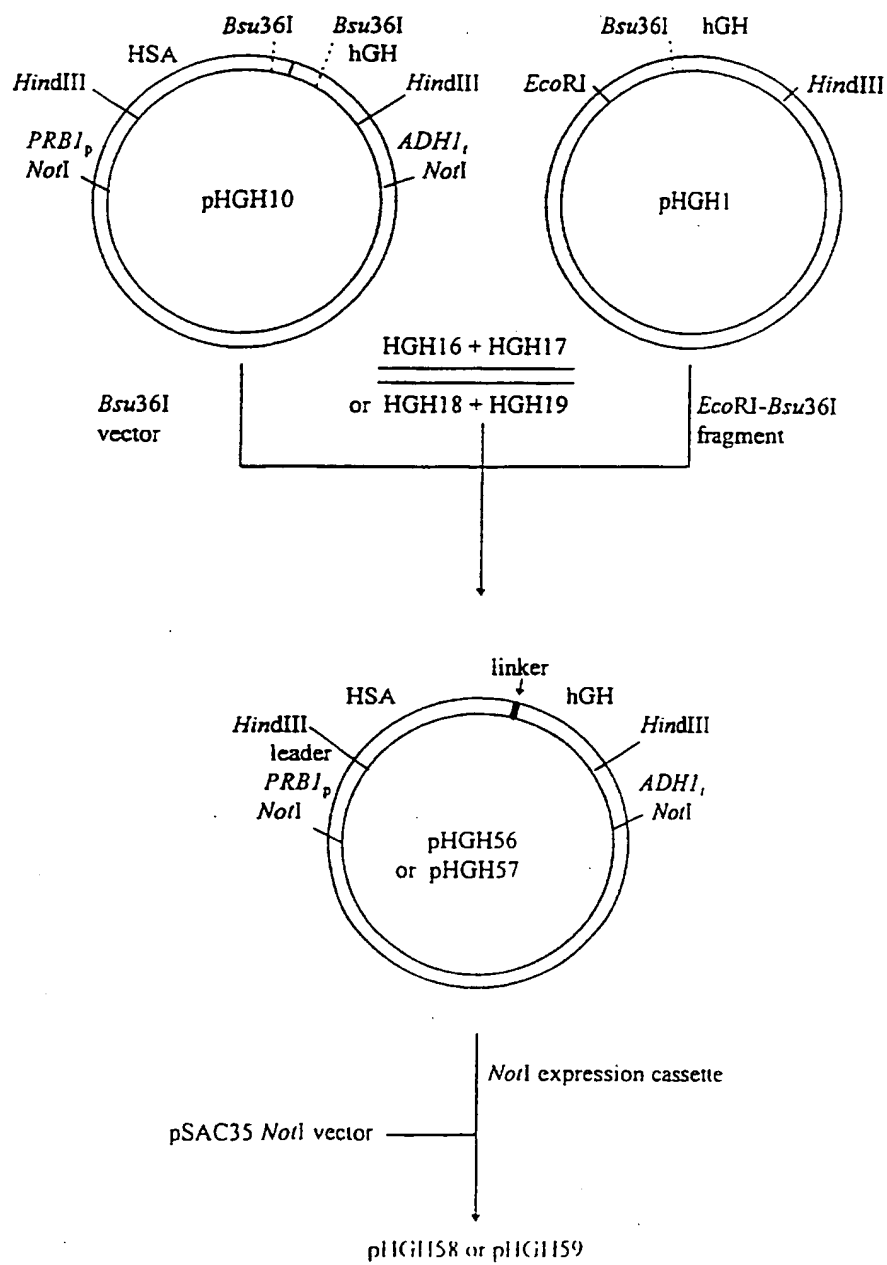 Bsu36I
Bsu36I
HSA
hGH
HindIII
HindIII
PRB1p
ADH1t
NotI
NotI
pHGH10
Bsu36I hGH
EcoRI
HindIII
pHGH1
HGH16 + HGH17
or HGH18 + HGH19
Bsu36I
vector
EcoRI-Bsu36I
fragment
linker
HSA
hGH
HindIII
HindIII
leader
PRB1p
ADH1t
NotI
NotI
pHGH56
or pHGH57
NotI expression cassette
pSAC35 NotI vector
pHGH58 or pHGH59